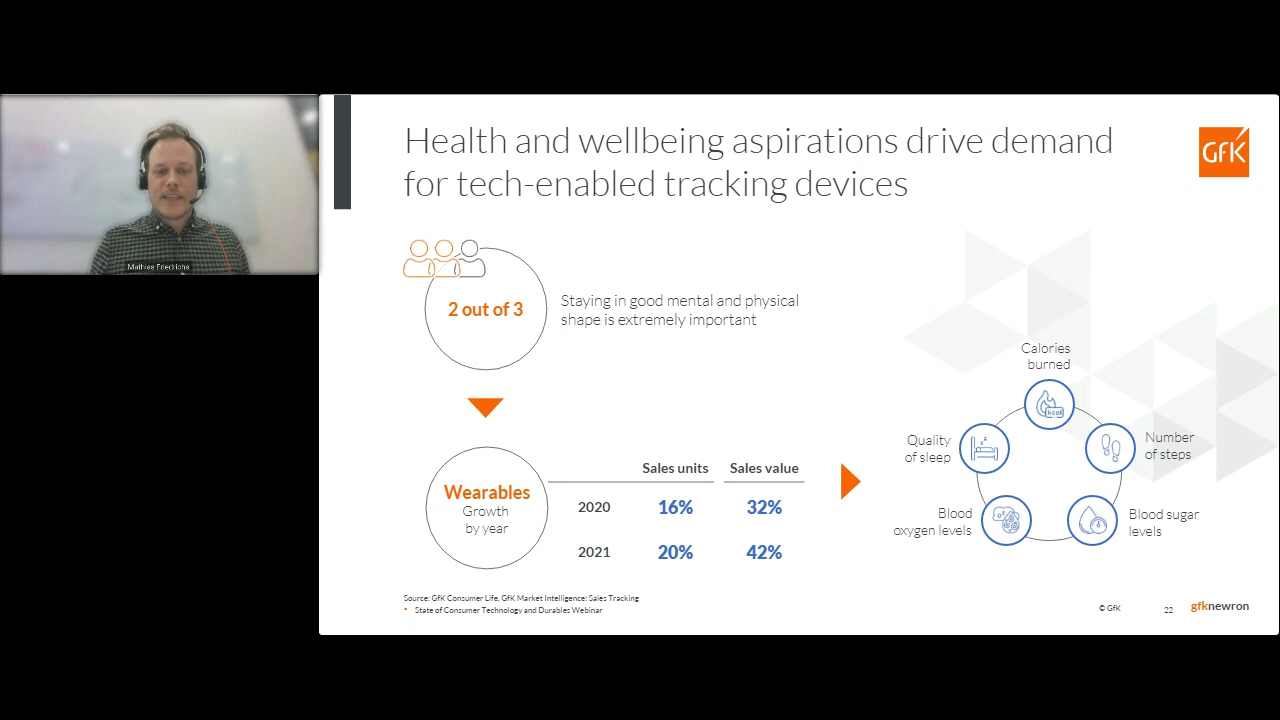 Health and wellbeing aspirations drive demand
for tech-enabled tracking devices
GfK
2 out of 3
Staying in good mental and physical
shape is extremely important
Calories
burned
Quality
of sleep
Number
of steps
Blood
oxygen levels
Blood sugar
levels
kcal
Wearables
Growth
by year
Sales units
Sales value
2020
16%
32%
2021
20%
42%
Source: GfK Consumer Life, GfK Market Intelligence: Sales Tracking
State of Consumer Technology and Durables Webinar
© GfK
22
gfknewron
Mathias Friedrichs